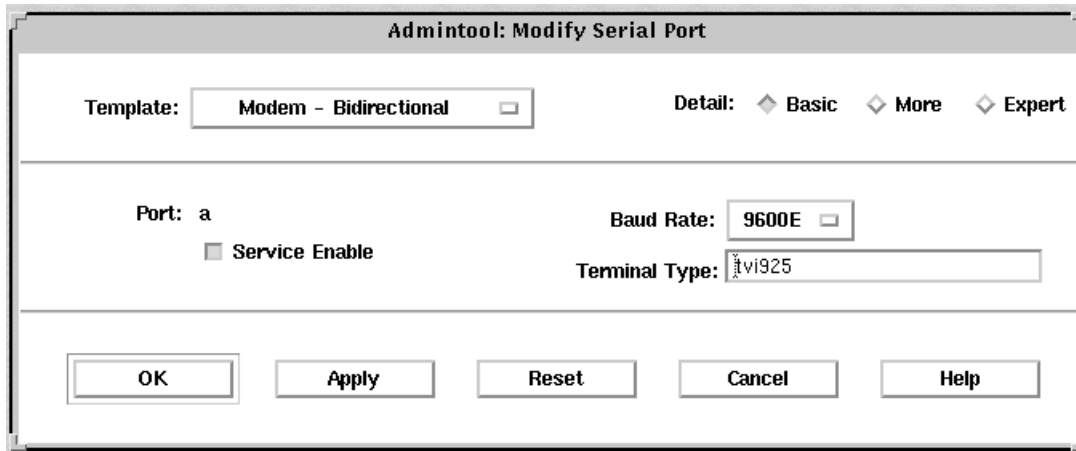 Admintool: Modify Serial Port
Template: Modem - Bidirectional Detail: Basic More Expert
Port: a Baud Rate: 9600E
Service Enable
Terminal Type: tvi925
OK Apply Reset Cancel Help